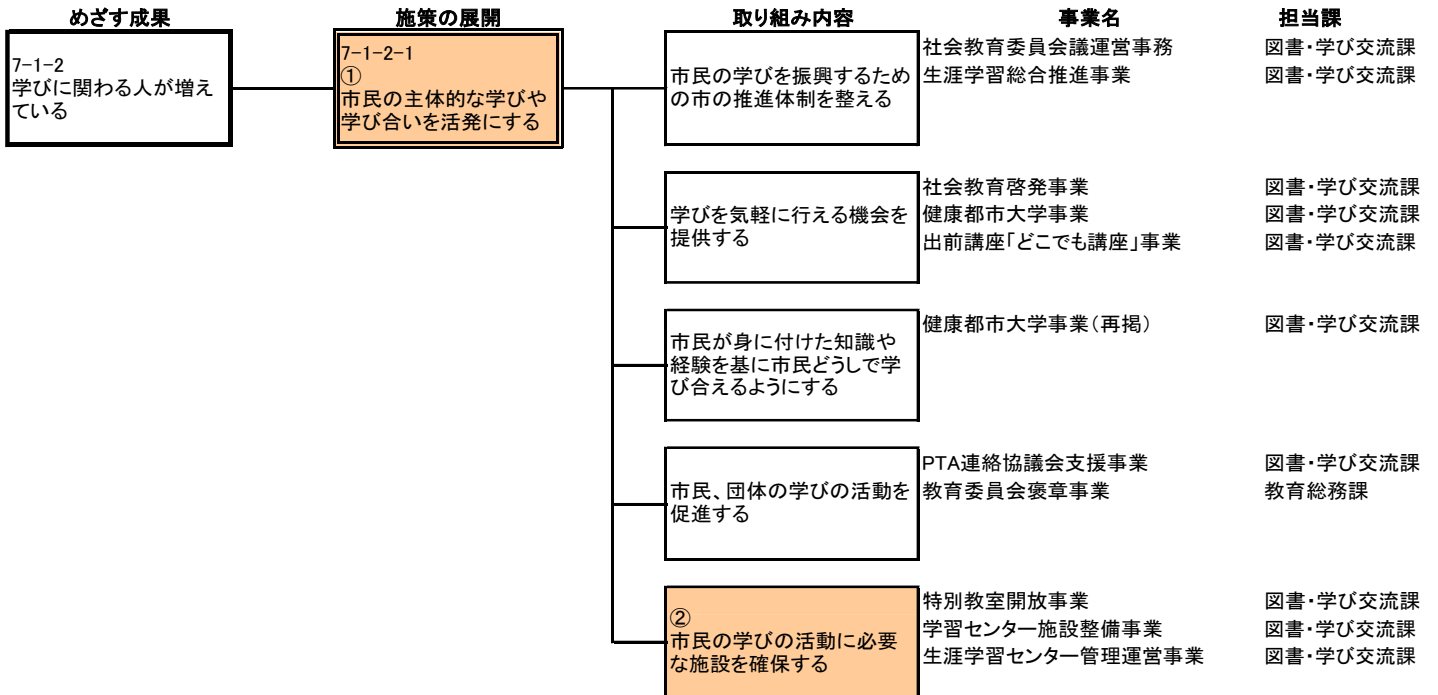 めざす成果 施策の展開 取り組み内容 事業名 担当課
7-1-2
学びに関わる人が増え
ている
7-1-2-1
①
市民の主体的な学びや
学び合いを活発にする
市民の学びを振興するため
の市の推進体制を整える
社会教育委員会議運営事務 図書・学び交流課
生涯学習総合推進事業 図書・学び交流課
学びを気軽に行える機会を
提供する
社会教育啓発事業 図書・学び交流課
健康都市大学事業 図書・学び交流課
出前講座「どこでも講座」事業 図書・学び交流課
市民が身に付けた知識や
経験を基に市民どうしで学
び合えるようにする
健康都市大学事業（再掲） 図書・学び交流課
市民、団体の学びの活動を
促進する
PTA連絡協議会支援事業 図書・学び交流課
教育委員会褒章事業 教育総務課
②
市民の学びの活動に必要
な施設を確保する
特別教室開放事業 図書・学び交流課
学習センター施設整備事業 図書・学び交流課
生涯学習センター管理運営事業 図書・学び交流課